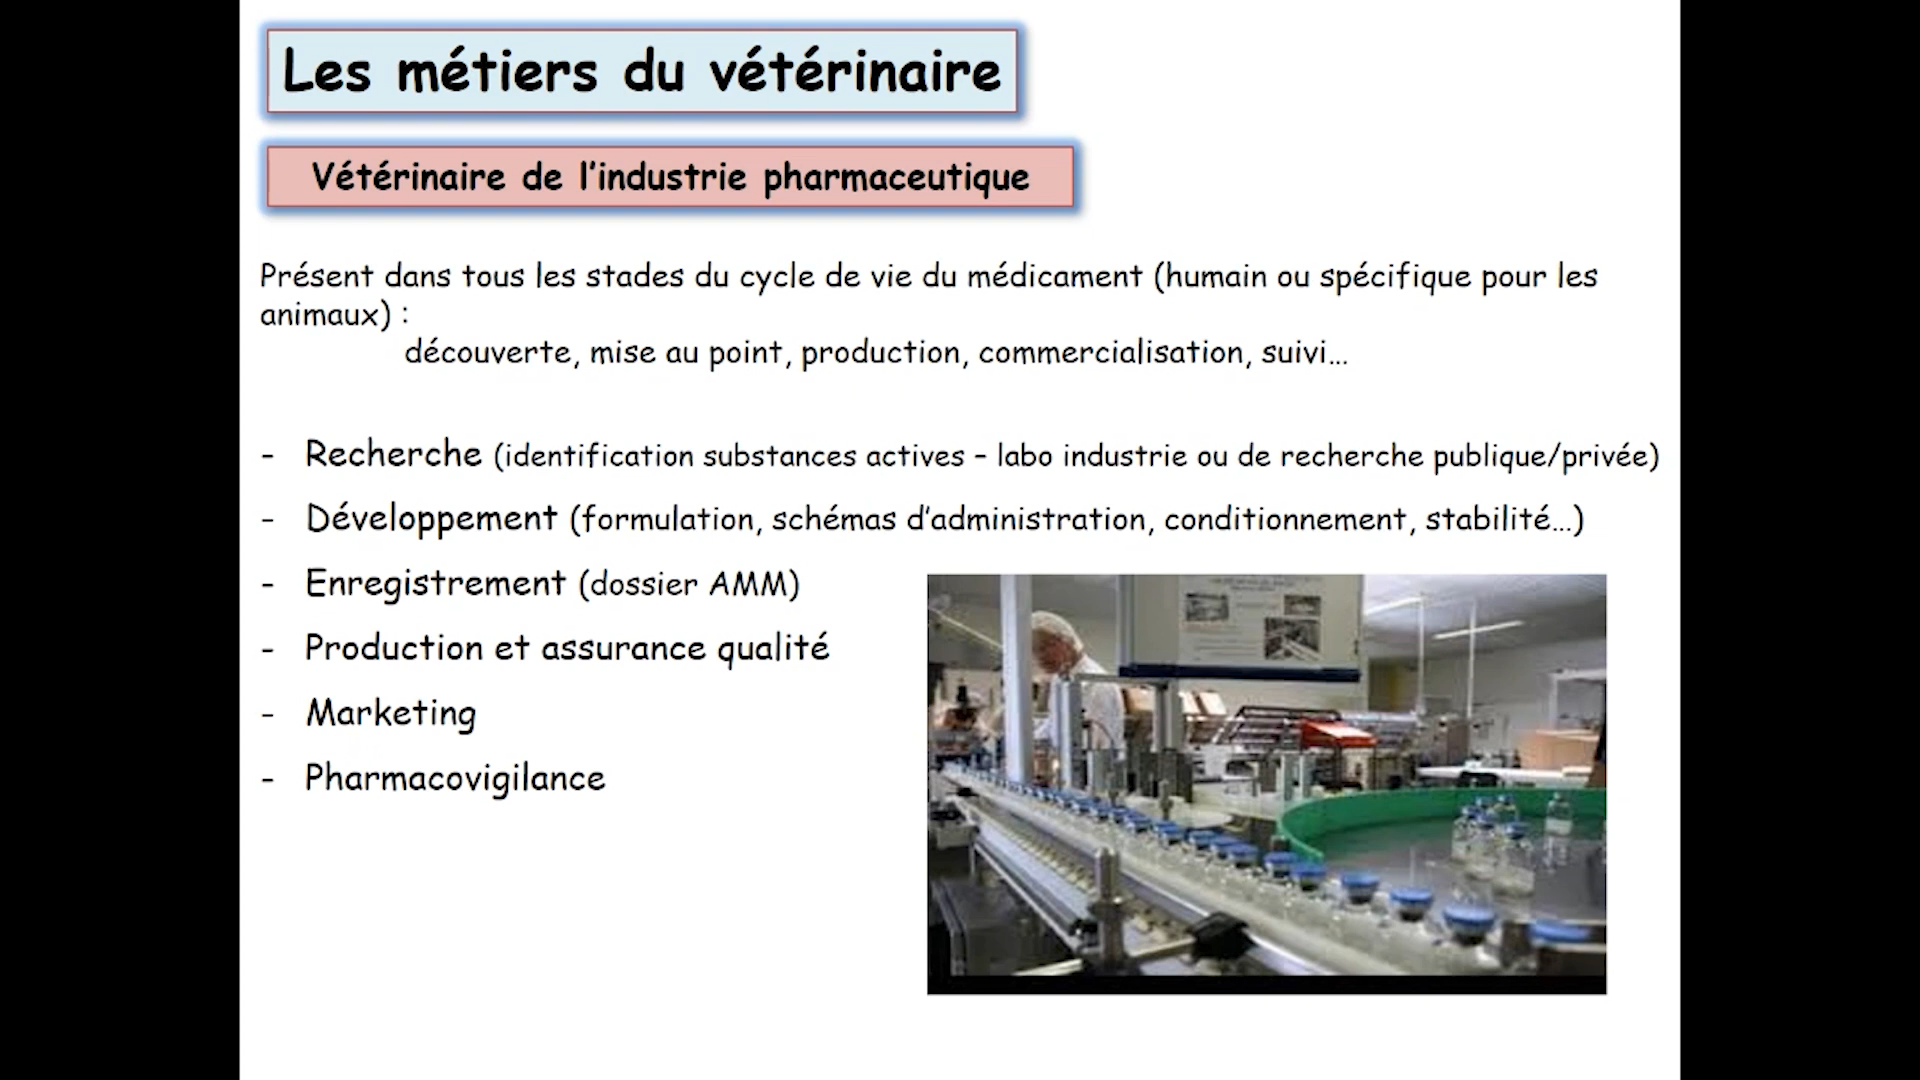 Les métiers du vétérinaire
Vétérinaire de l’industrie pharmaceutique
Présent dans tous les stades du cycle de vie du médicament (humain ou spécifique pour les
animaux) :
découverte, mise au point, production, commercialisation, suivi…
- Recherche (identification substances actives – labo industrie ou de recherche publique/privée)
- Développement (formulation, schémas d’administration, conditionnement, stabilité…)
- Enregistrement (dossier AMM)
- Production et assurance qualité
- Marketing
- Pharmacovigilance